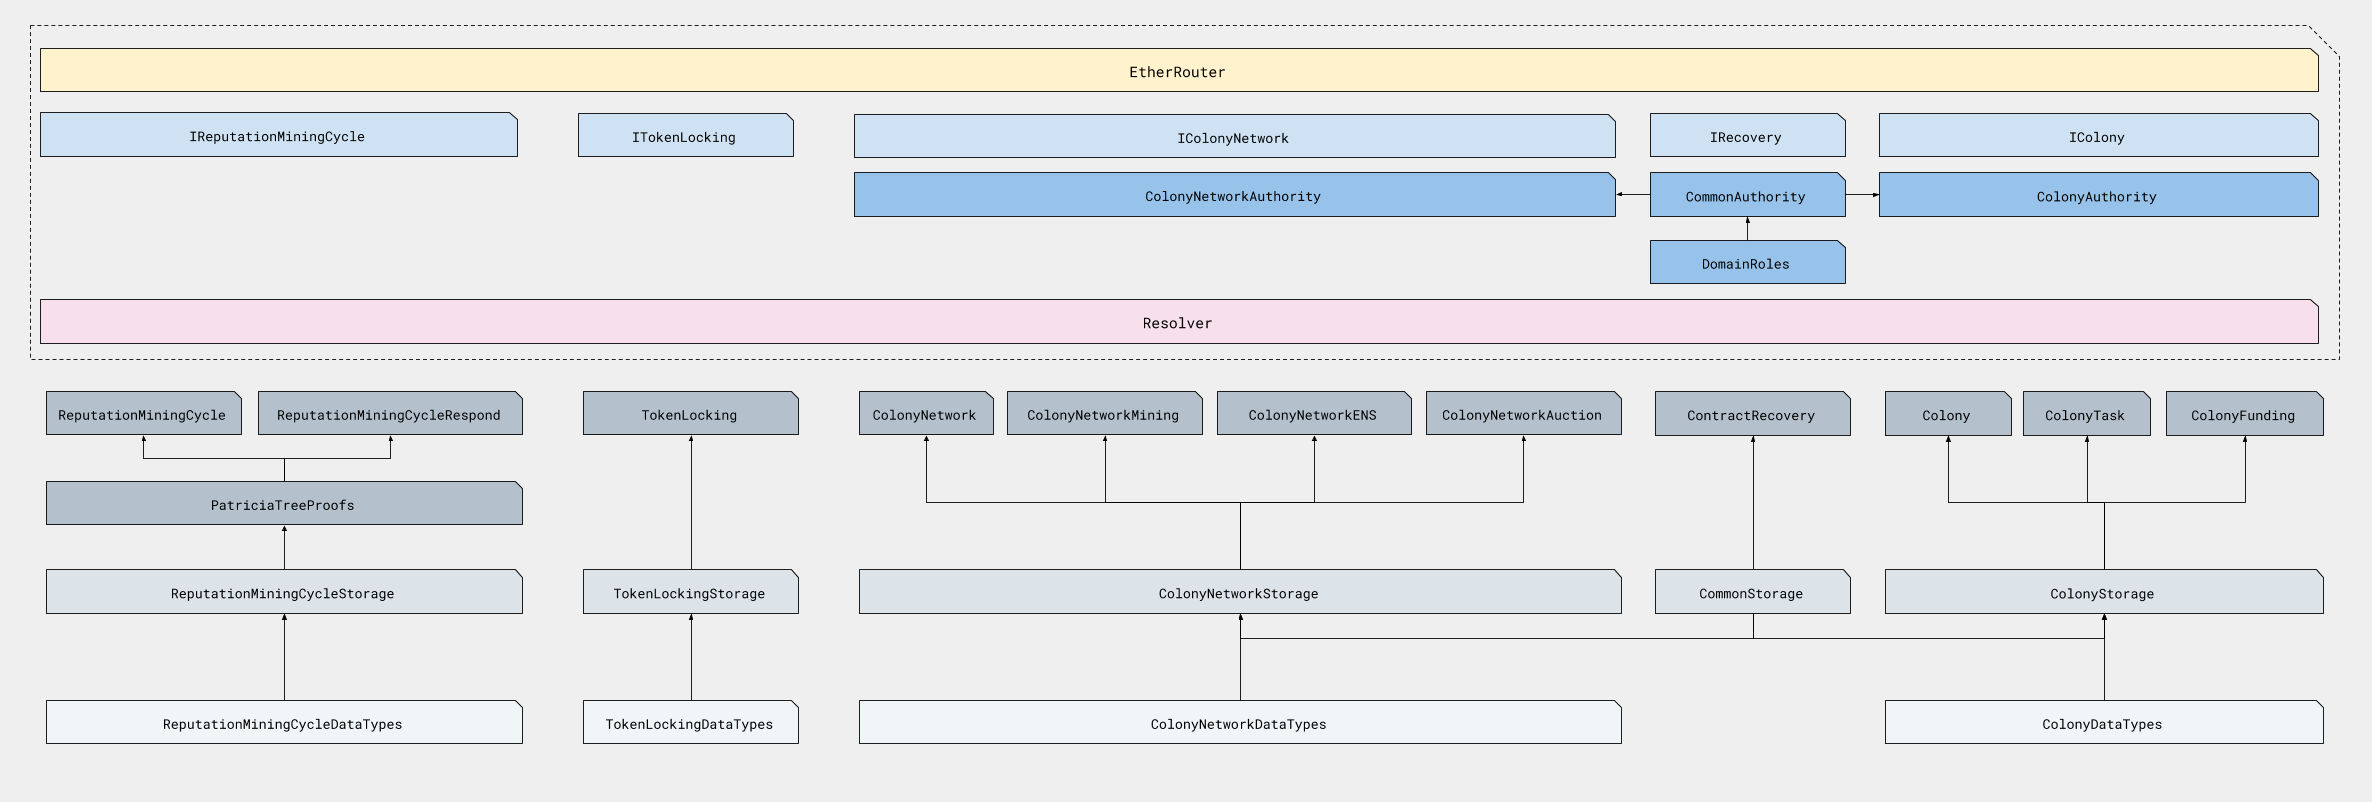 EtherRouter
IReputationMiningCycle
ITokenLocking
IColonyNetwork
IRecovery
IColony
ColonyNetworkAuthority
CommonAuthority
ColonyAuthority
DomainRoles
Resolver
ReputationMiningCycle
ReputationMiningCycleRespond
TokenLocking
ColonyNetwork
ColonyNetworkMining
ColonyNetworkENS
ColonyNetworkAuction
ContractRecovery
Colony
ColonyTask
ColonyFunding
PatriciaTreeProofs
ReputationMiningCycleStorage
TokenLockingStorage
ColonyNetworkStorage
CommonStorage
ColonyStorage
ReputationMiningCycleDataTypes
TokenLockingDataTypes
ColonyNetworkDataTypes
ColonyDataTypes